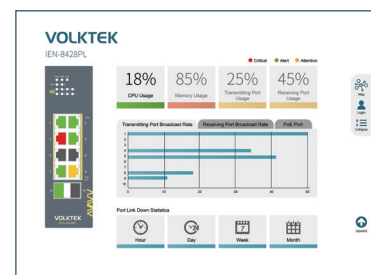 VOLKTEK
IEN-8428PL
Critical Alert Attention
18% 85% 25% 45%
CPU Usage Memory Usage Transmitting Port Usage Receiving Port Usage
Transmitting Port Broadcast Rate Receiving Port Broadcast Rate PoE Port
1
2
3
4
5
6
7
8
9
10
0 10 20 30 40 50
Port Link Down Statistics
Hour Day Week Month
VOLKTEK
Map
Login
Collapse
Upward
7